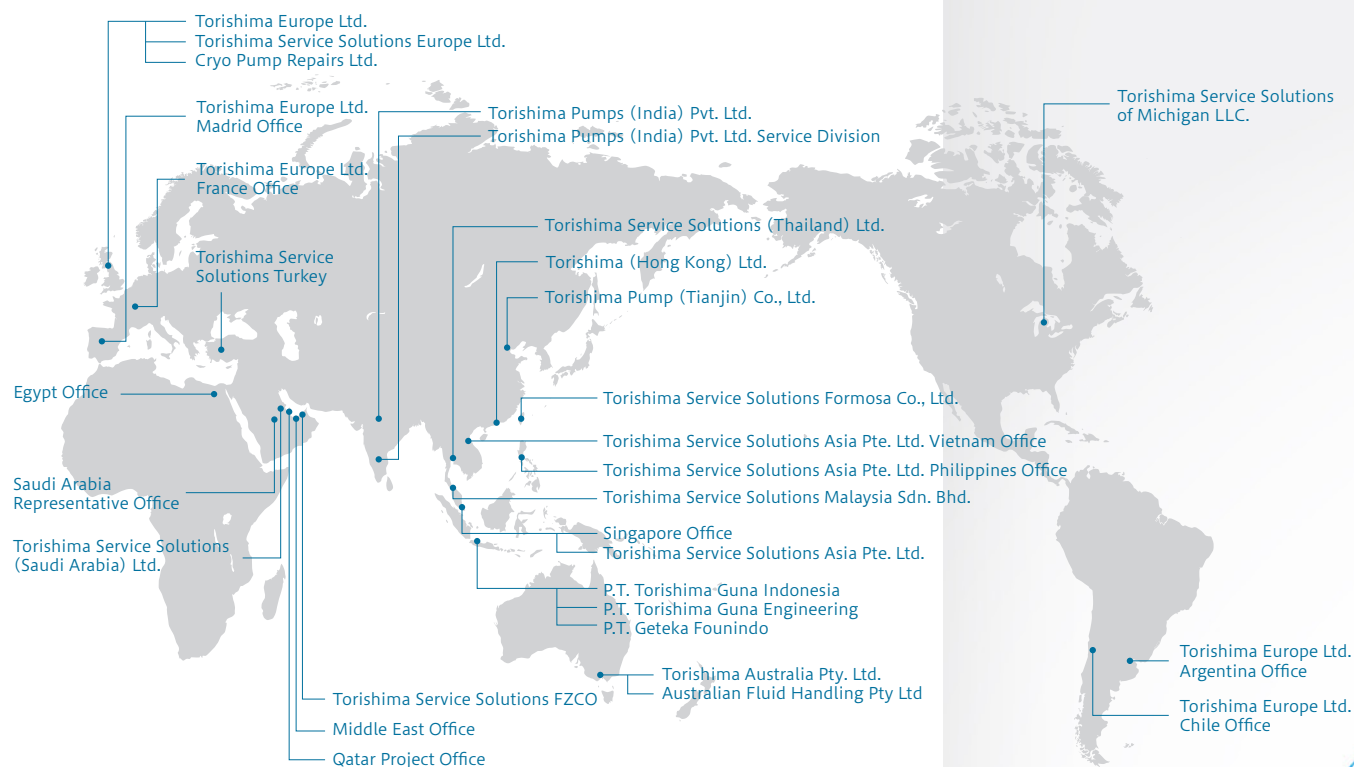 Torishima Europe Ltd.
Torishima Service Solutions Europe Ltd.
Cryo Pump Repairs Ltd.
Torishima Europe Ltd.
Madrid Office
Torishima Europe Ltd.
France Office
Torishima Service
Solutions Turkey
Egypt Office
Saudi Arabia
Representative Office
Torishima Service Solutions
(Saudi Arabia) Ltd.
Torishima Pumps (India) Pvt. Ltd.
Torishima Pumps (India) Pvt. Ltd. Service Division
Torishima Service Solutions (Thailand) Ltd.
Torishima (Hong Kong) Ltd.
Torishima Pump (Tianjin) Co., Ltd.
Torishima Service Solutions Formosa Co., Ltd.
Torishima Service Solutions Asia Pte. Ltd. Vietnam Office
Torishima Service Solutions Asia Pte. Ltd. Philippines Office
Torishima Service Solutions Malaysia Sdn. Bhd.
Singapore Office
Torishima Service Solutions Asia Pte. Ltd.
P.T. Torishima Guna Indonesia
P.T. Torishima Guna Engineering
P.T. Geteka Founindo
Torishima Australia Pty. Ltd.
Australian Fluid Handling Pty Ltd
Torishima Service Solutions FZCO
Middle East Office
Qatar Project Office
Torishima Service Solutions
of Michigan LLC.
Torishima Europe Ltd.
Argentina Office
Torishima Europe Ltd.
Chile Office